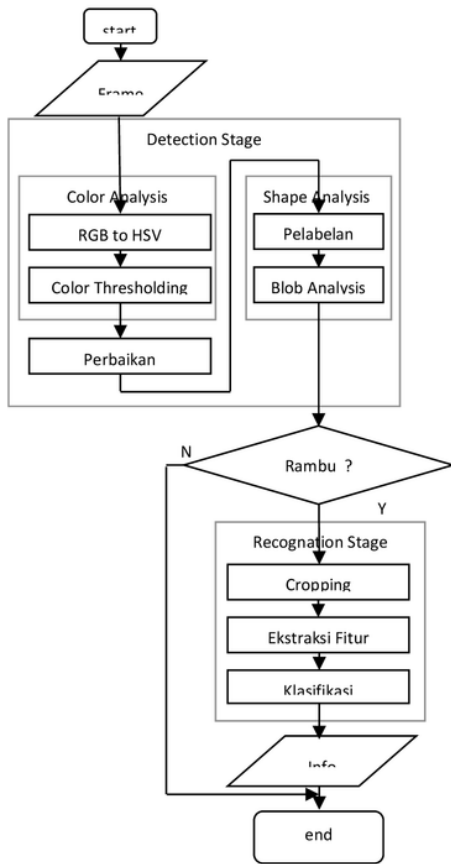 start
Frame
Detection Stage
Color Analysis
RGB to HSV
Color Thresholding
Perbaikan
Shape Analysis
Pelabelan
Blob Analysis
Rambu ?
N
Y
Recognation Stage
Cropping
Ekstraksi Fitur
Klasifikasi
Info
end